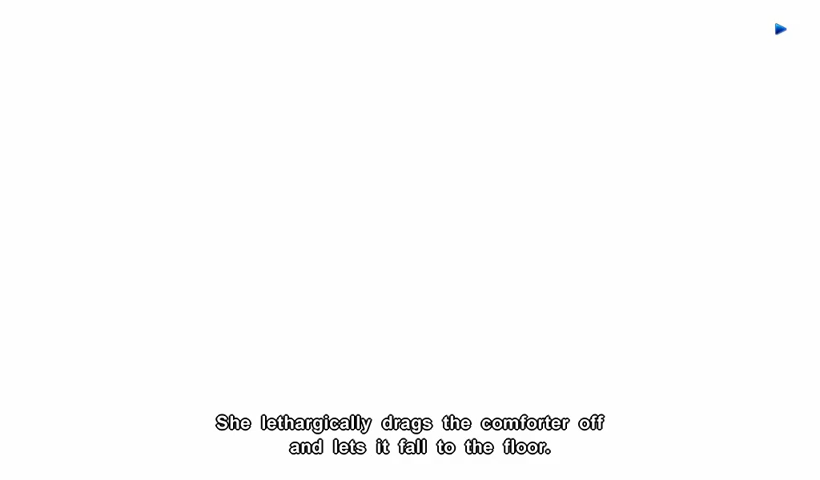 She lethargically drags the comforter off
and lets it fall to the floor.